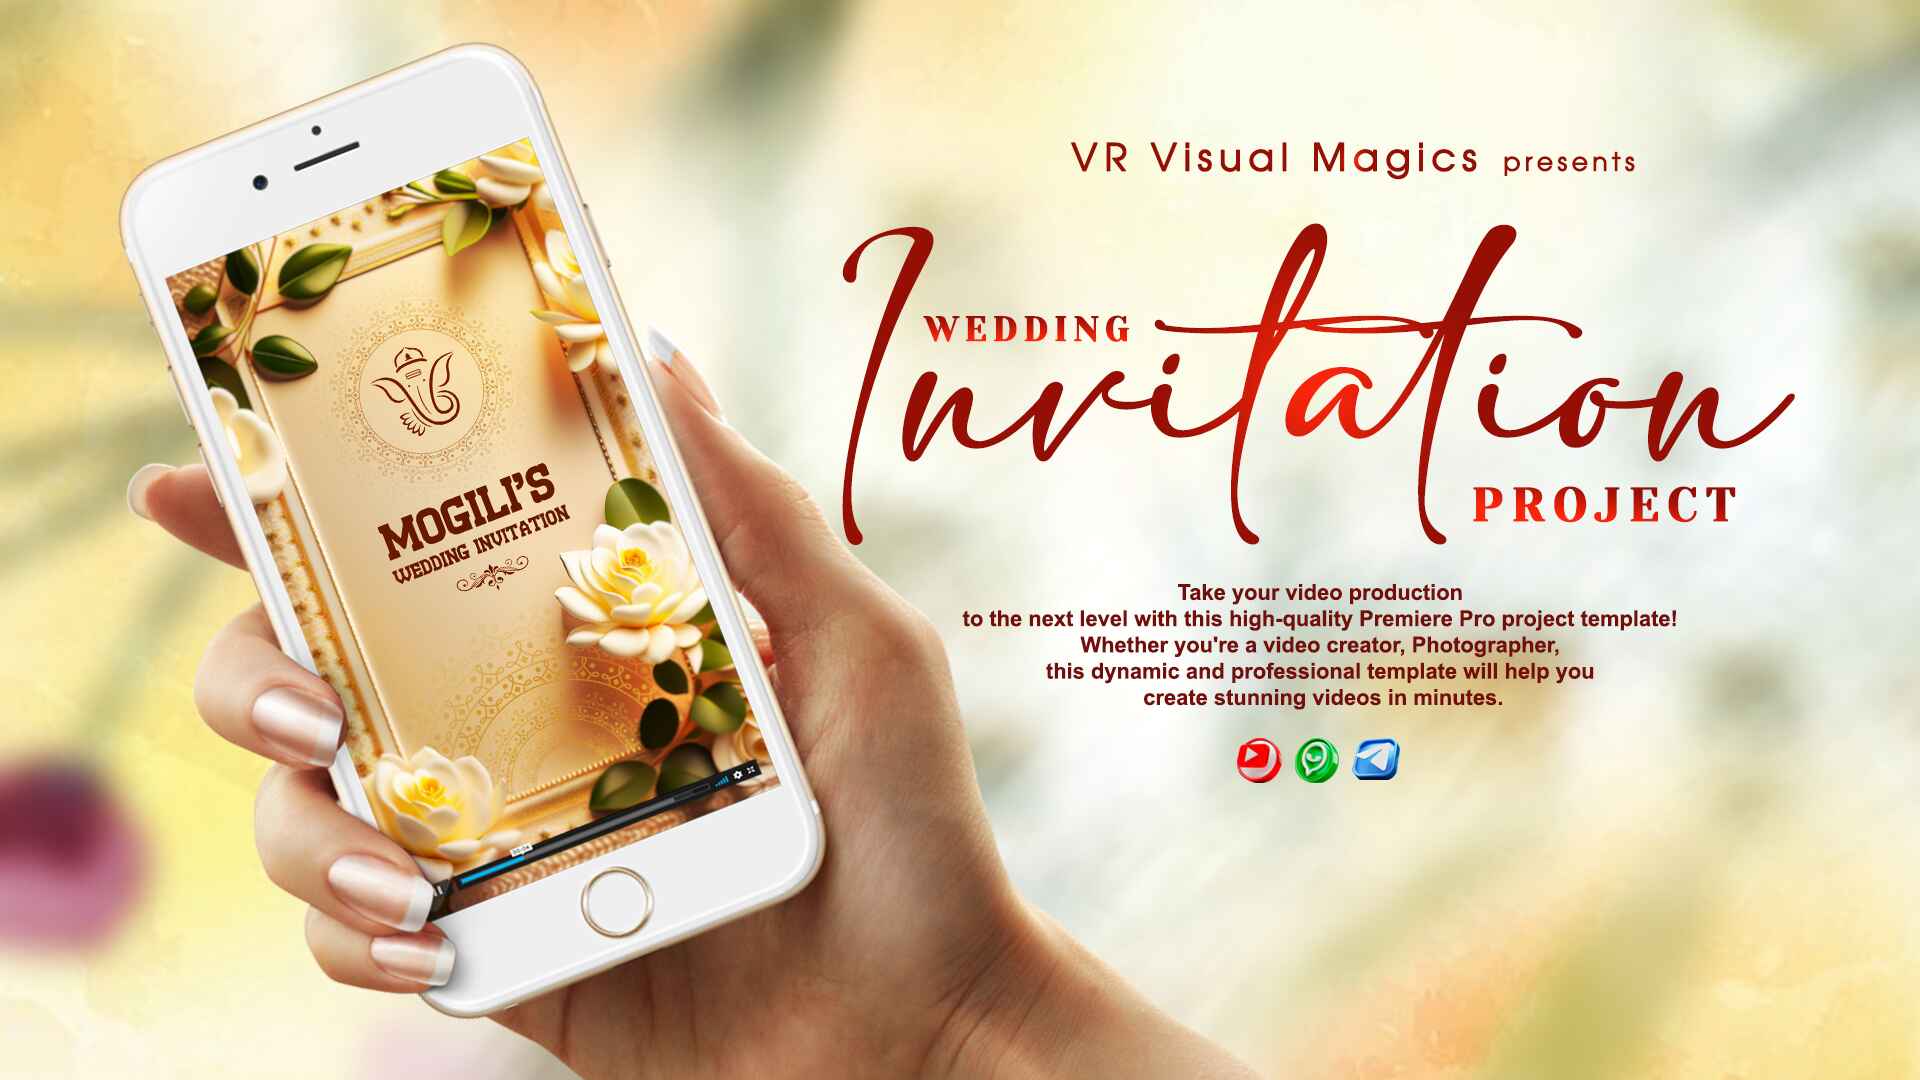 VR Visual Magics presents
WEDDING
Invitation
PROJECT
Take your video production
to the next level with this high-quality Premiere Pro project template!
Whether you're a video creator, Photographer,
this dynamic and professional template will help you
create stunning videos in minutes.
MOGILI'S
WEDDING INVITATION